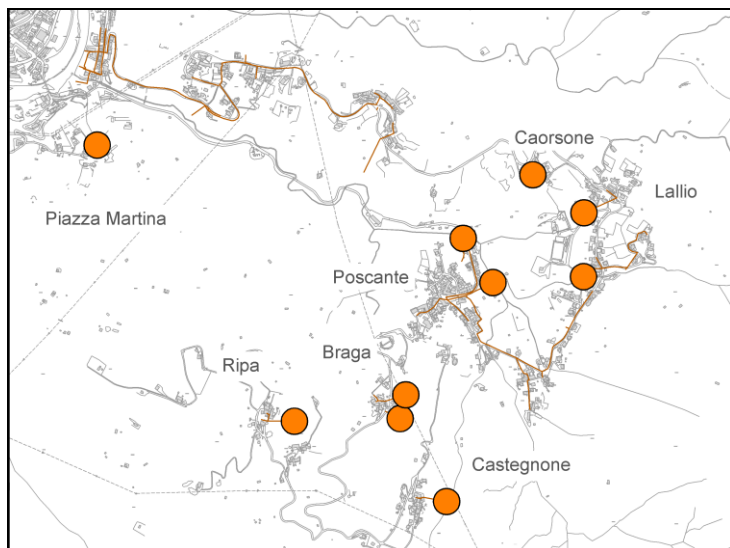 Caorsone
Lallio
Piazza Martina
Poscante
Braga
Ripa
Castegnone